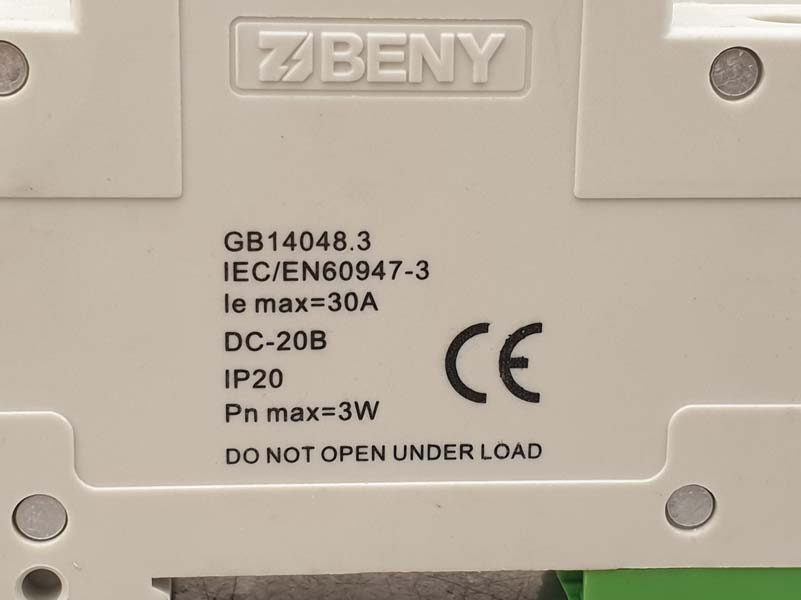 BENY
GB14048.3
IEC/EN60947-3
Ie max=30A
DC-20B
IP20
Pn max=3W
CE
DO NOT OPEN UNDER LOAD